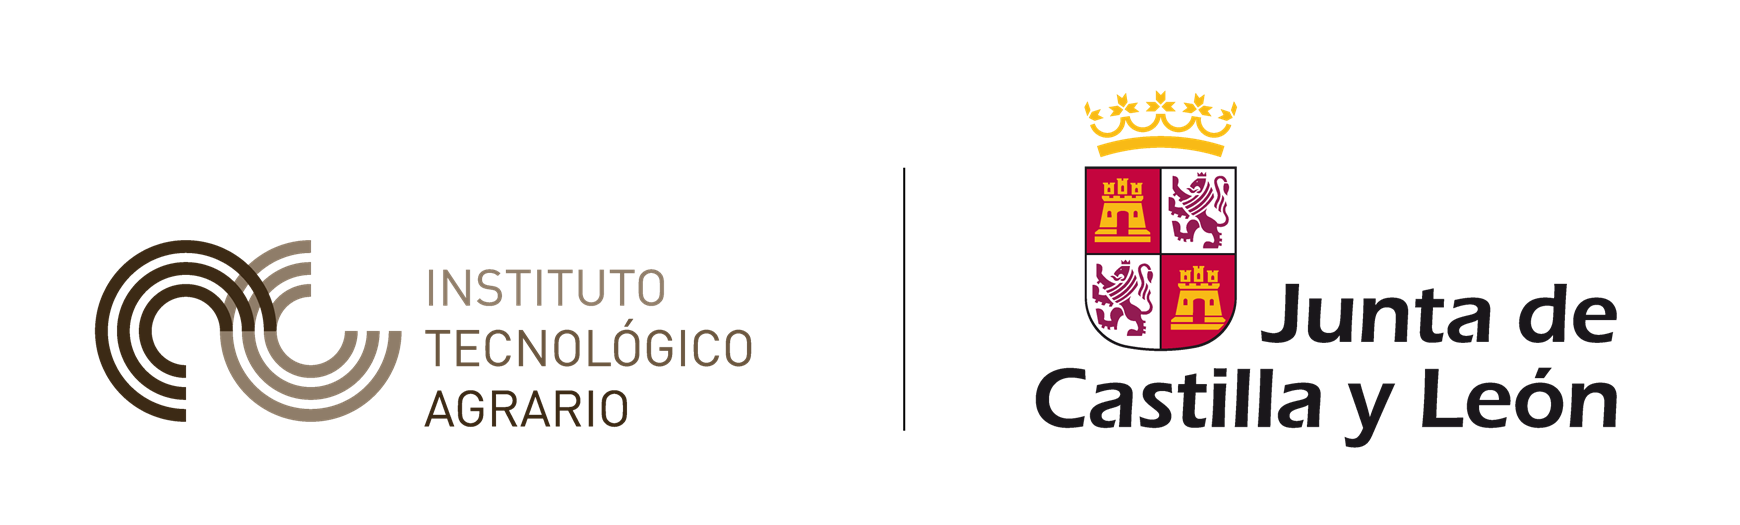 INSTITUTO
TECNOLÓGICO
AGRARIO
Junta de
Castilla y León